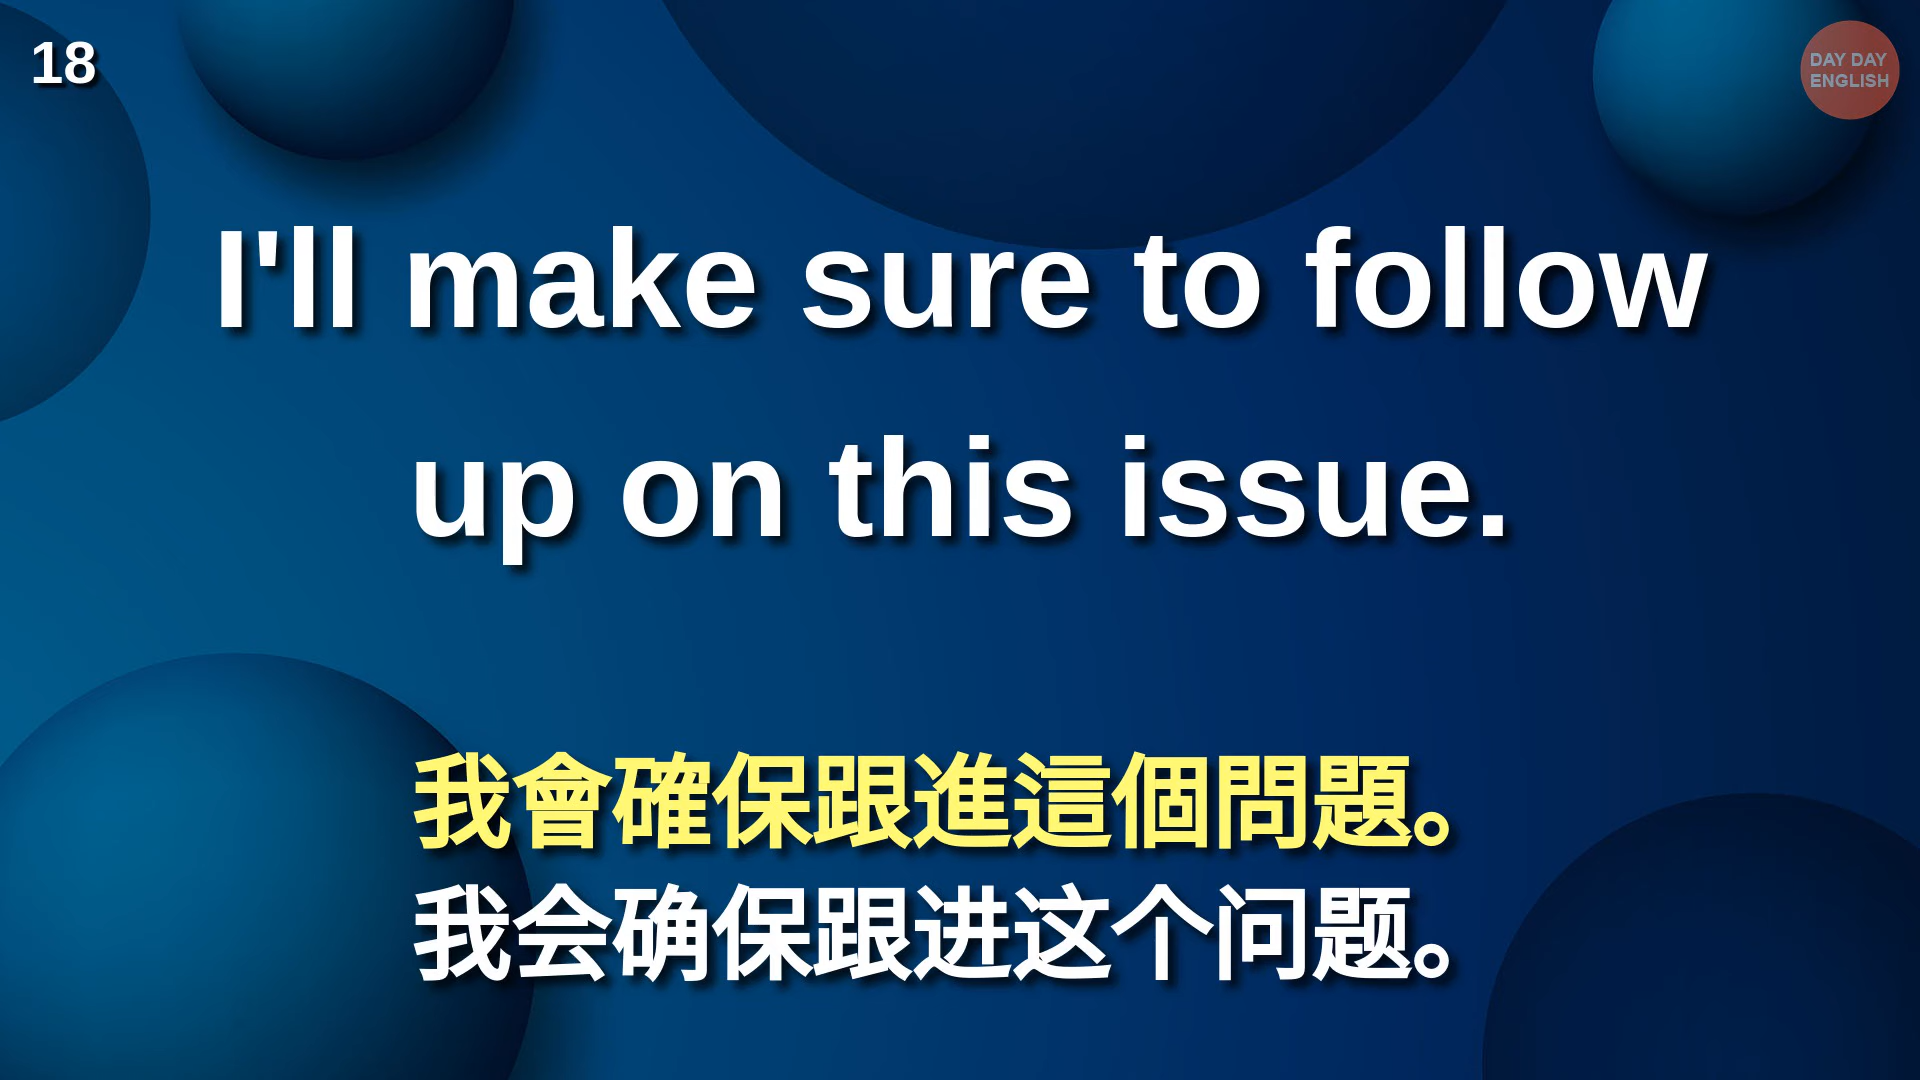 18
DAY DAY
ENGLISH
I'll make sure to follow
up on this issue.
我會確保跟進這個問題。
我会确保跟进这个问题。